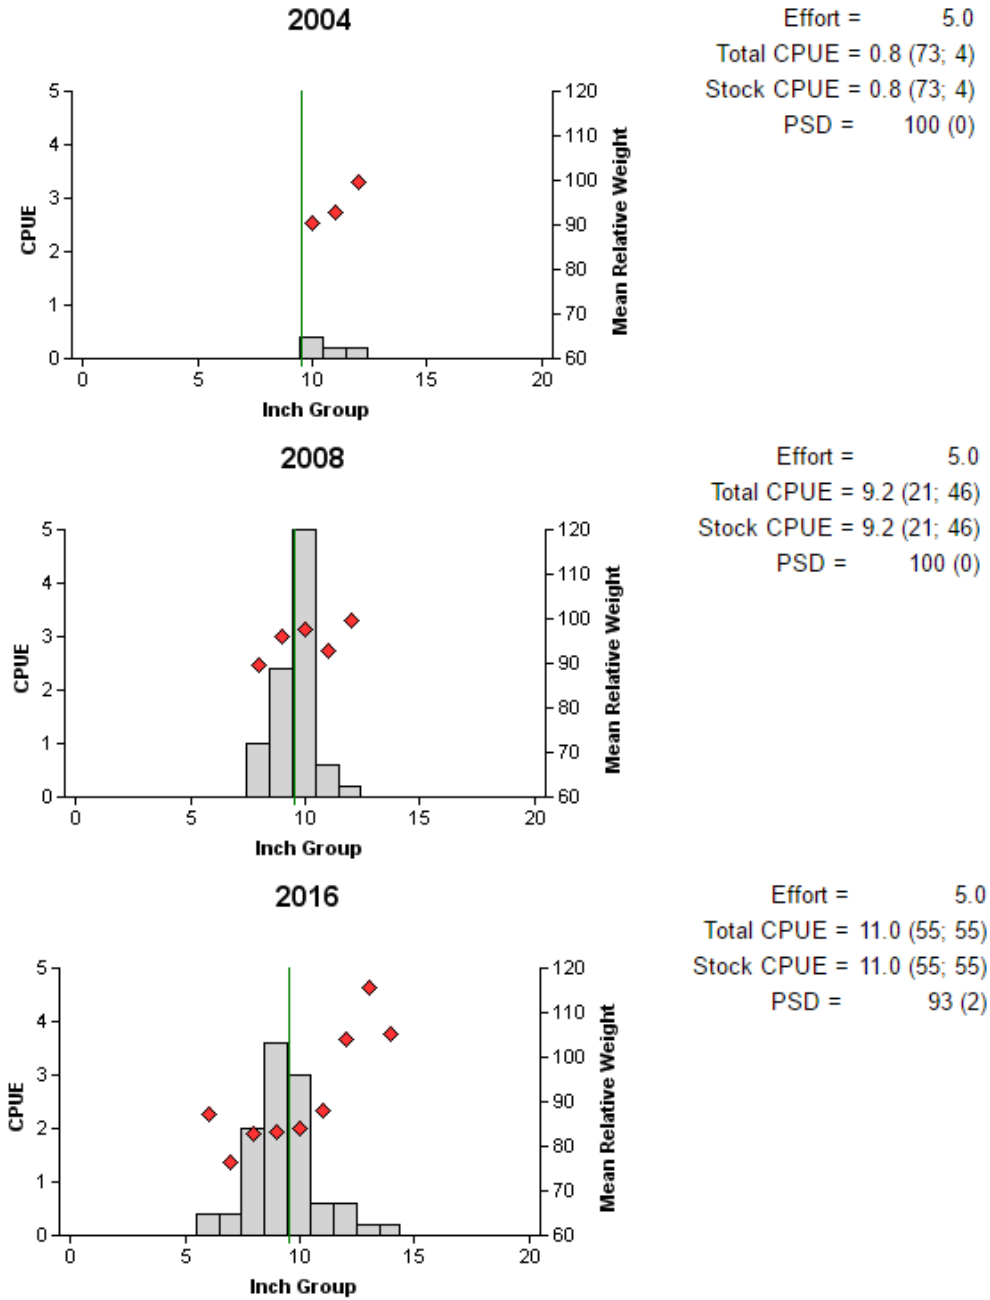 2004
Effort = 5.0
Total CPUE = 0.8 (73; 4)
Stock CPUE = 0.8 (73; 4)
PSD = 100 (0)
5 120
4 110
100
3 90
2 80
1 70
0 60
CPUE
Mean Relative Weight
0 5 10 15 20
Inch Group
2008
Effort = 5.0
Total CPUE = 9.2 (21; 46)
Stock CPUE = 9.2 (21; 46)
PSD = 100 (0)
5 120
4 110
100
3 90
2 80
1 70
0 60
CPUE
Mean Relative Weight
0 5 10 15 20
Inch Group
2016
Effort = 5.0
Total CPUE = 11.0 (55; 55)
Stock CPUE = 11.0 (55; 55)
PSD = 93 (2)
5 120
4 110
100
3 90
2 80
1 70
0 60
CPUE
Mean Relative Weight
0 5 10 15 20
Inch Group